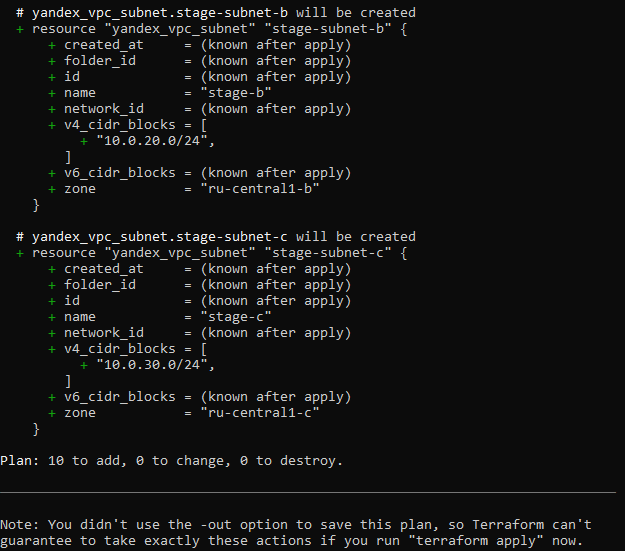 # yandex_vpc_subnet.stage-subnet-b will be created
+ resource "yandex_vpc_subnet" "stage-subnet-b" {
+ created_at     = (known after apply)
+ folder_id      = (known after apply)
+ id             = (known after apply)
+ name           = "stage-b"
+ network_id     = (known after apply)
+ v4_cidr_blocks = [
+ "10.0.20.0/24",
]
+ v6_cidr_blocks = (known after apply)
+ zone           = "ru-central1-b"
}
# yandex_vpc_subnet.stage-subnet-c will be created
+ resource "yandex_vpc_subnet" "stage-subnet-c" {
+ created_at     = (known after apply)
+ folder_id      = (known after apply)
+ id             = (known after apply)
+ name           = "stage-c"
+ network_id     = (known after apply)
+ v4_cidr_blocks = [
+ "10.0.30.0/24",
]
+ v6_cidr_blocks = (known after apply)
+ zone           = "ru-central1-c"
}
Plan: 10 to add, 0 to change, 0 to destroy.
Note: You didn't use the -out option to save this plan, so Terraform can't
guarantee to take exactly these actions if you run "terraform apply" now.